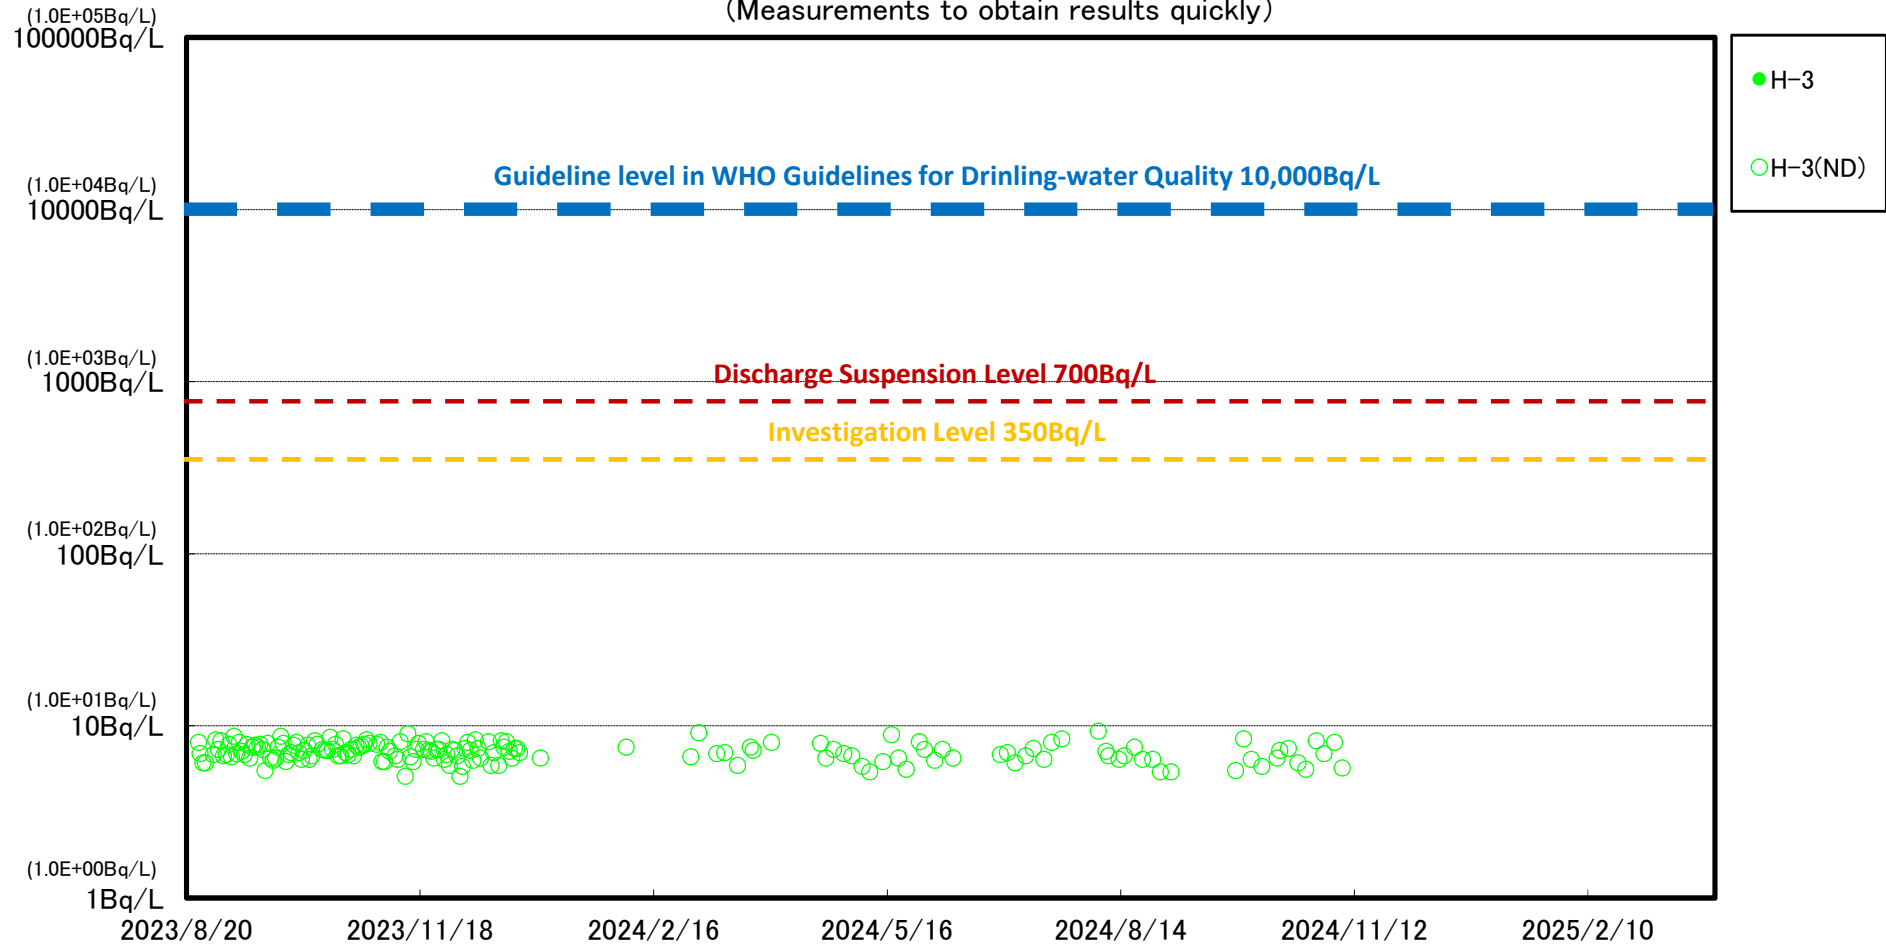 (Measurements to obtain results quickly)
(1.0E+05Bq/L)
100000Bq/L
H-3
H-3(ND)
Guideline level in WHO Guidelines for Drinling-water Quality 10,000Bq/L
(1.0E+04Bq/L)
10000Bq/L
(1.0E+03Bq/L)
1000Bq/L
Discharge Suspension Level 700Bq/L
Investigation Level 350Bq/L
(1.0E+02Bq/L)
100Bq/L
(1.0E+01Bq/L)
10Bq/L
(1.0E+00Bq/L)
1Bq/L
2023/8/20 2023/11/18 2024/2/16 2024/5/16 2024/8/14 2024/11/12 2025/2/10